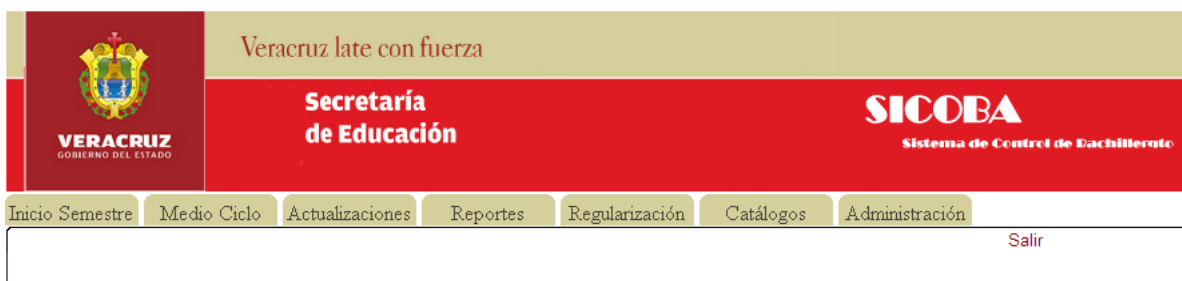 Veracruz late con fuerza
VERACRUZ
GOBIERNO DEL ESTADO
Secretaría
de Educación
SICOBA
Sistema de Control de Bachillerato
Inicio Semestre Medio Ciclo Actualizaciones Reportes Regularización Catálogos Administración
Salir